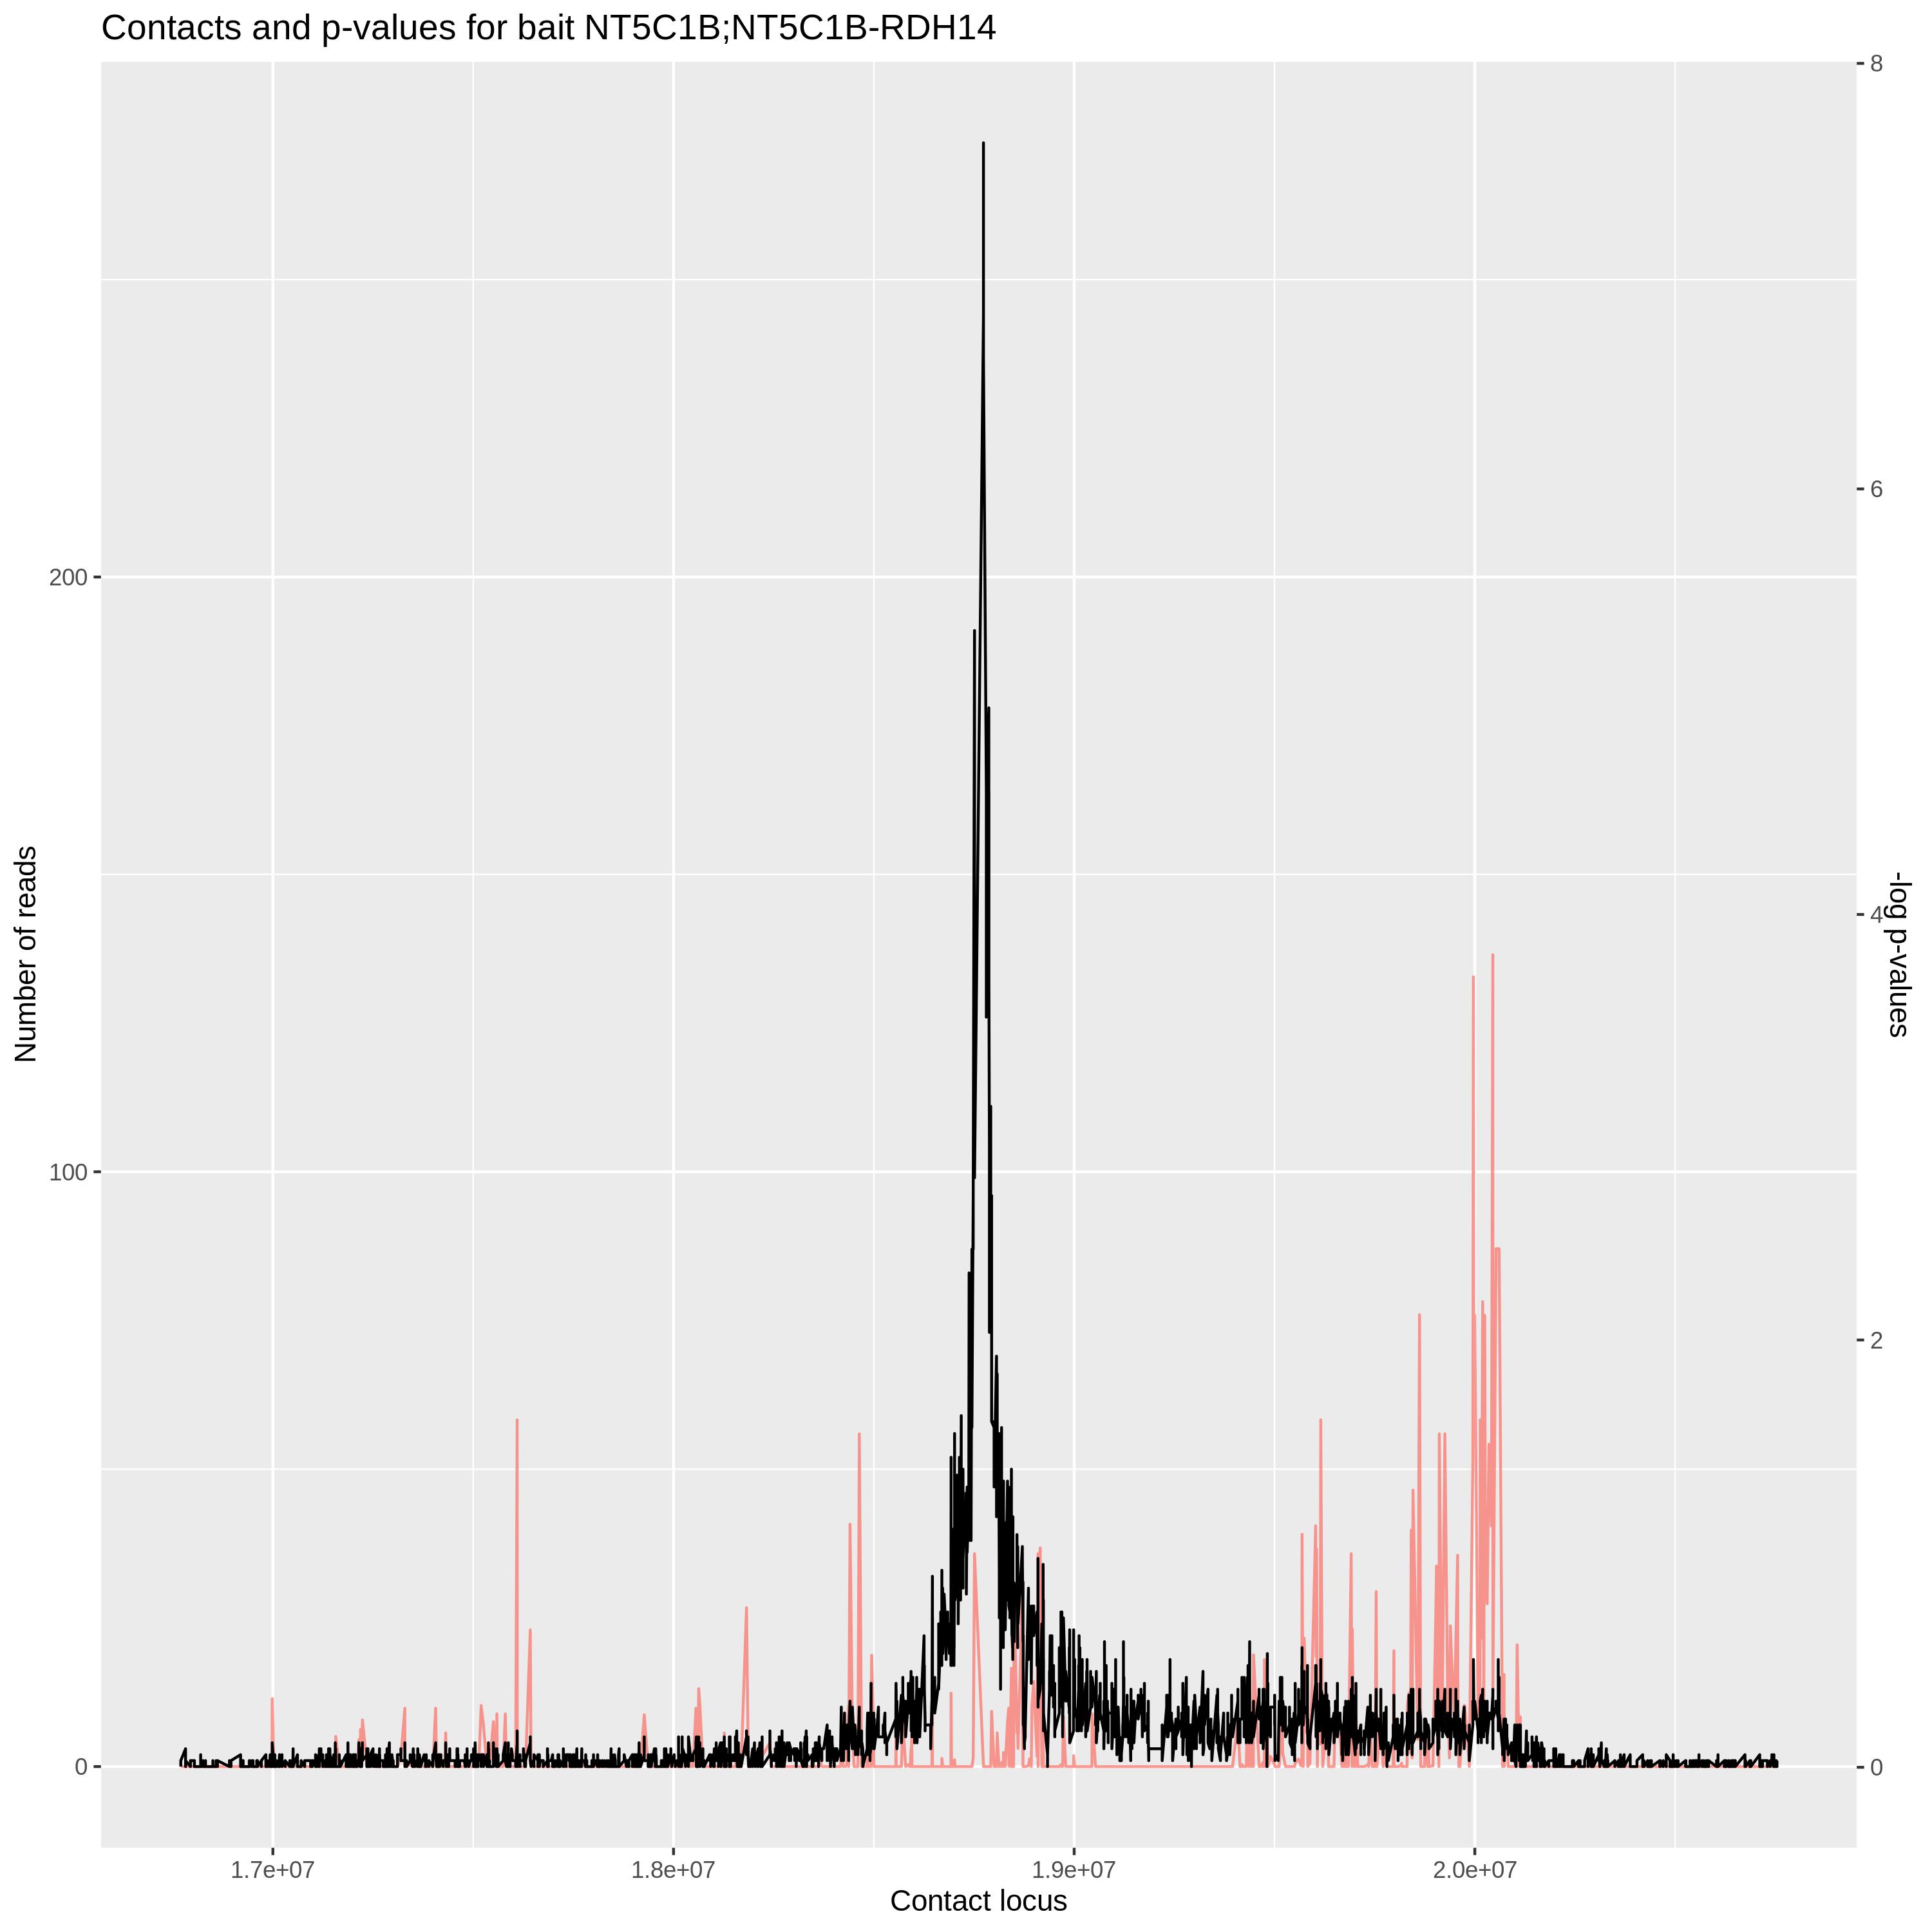 Contacts and p-values for bait NT5C1B;NT5C1B-RDH14
8
6
200
4
Number of reads
-log p-values
100
2
0
0
1.7e+07
1.8e+07
1.9e+07
2.0e+07
Contact locus